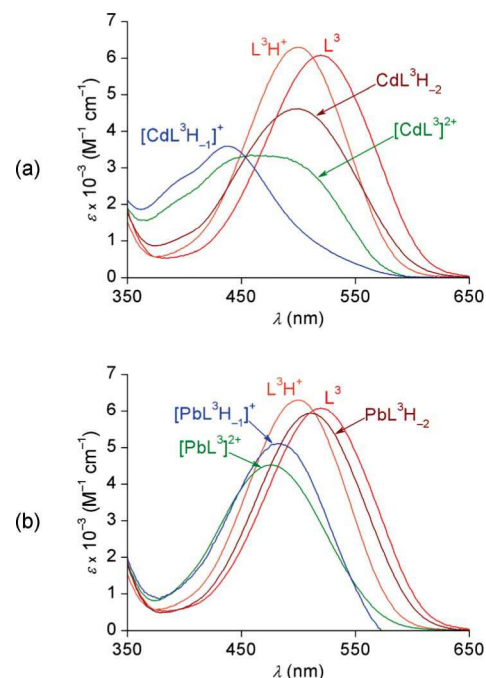 (a)
ε x 10⁻³ (M⁻¹ cm⁻¹)
7
6
5
4
3
2
1
0
L³H⁺
L³
CdL³H₋₂
[CdL³H₋₁]⁺
[CdL³]²⁺
350
450
550
650
λ (nm)
(b)
ε x 10⁻³ (M⁻¹ cm⁻¹)
7
6
5
4
3
2
1
0
L³H⁺
L³
[PbL³H₋₁]⁺
PbL³H₋₂
[PbL³]²⁺
350
450
550
650
λ (nm)